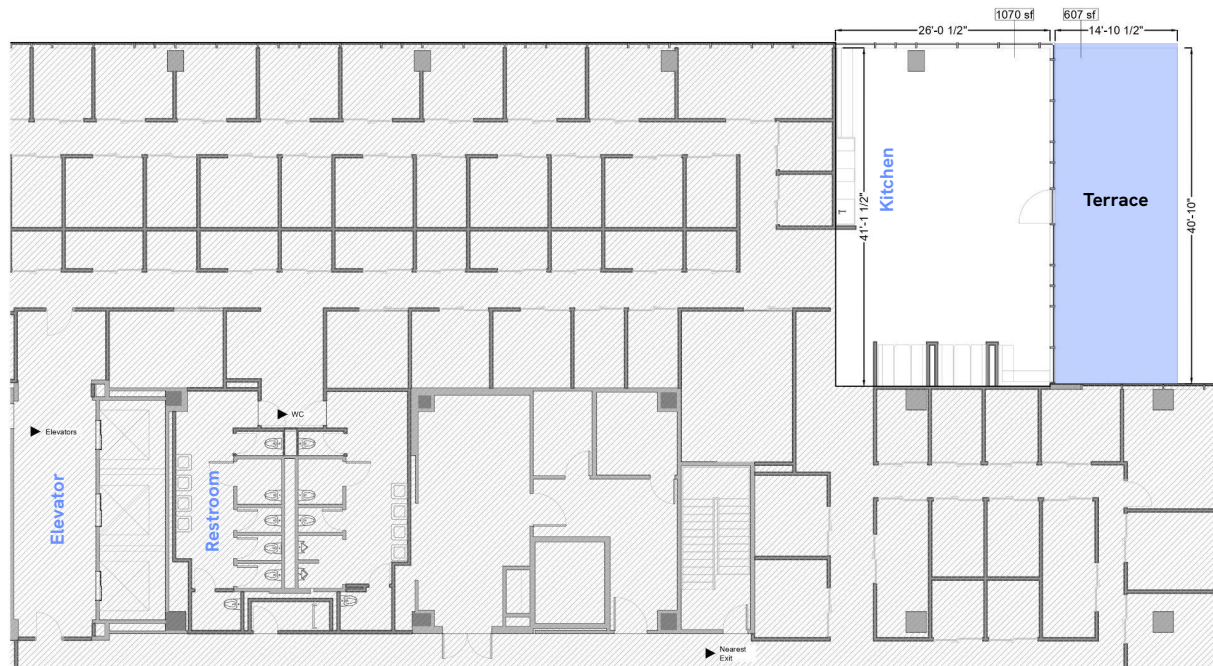 1070 sf
607 sf
26'-0 1/2"
14'-10 1/2"
Kitchen
41'-1 1/2"
Terrace
40'-10"
WC
Elevators
Elevator
Restroom
Nearest
Exit